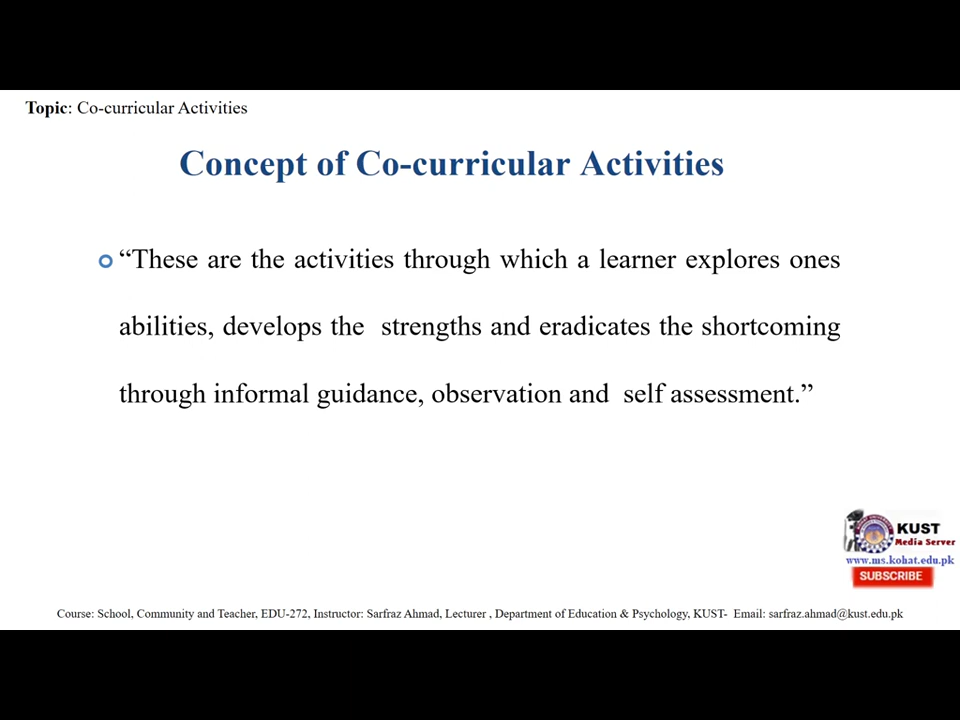 Topic: Co-curricular Activities
Concept of Co-curricular Activities
“These are the activities through which a learner explores ones
abilities, develops the strengths and eradicates the shortcoming
through informal guidance, observation and self assessment.”
KUST
Media Server
www.ms.kohat.edu.pk
SUBSCRIBE
Course: School, Community and Teacher, EDU-272, Instructor: Sarfraz Ahmad, Lecturer , Department of Education & Psychology, KUST- Email: sarfraz.ahmad@kust.edu.pk